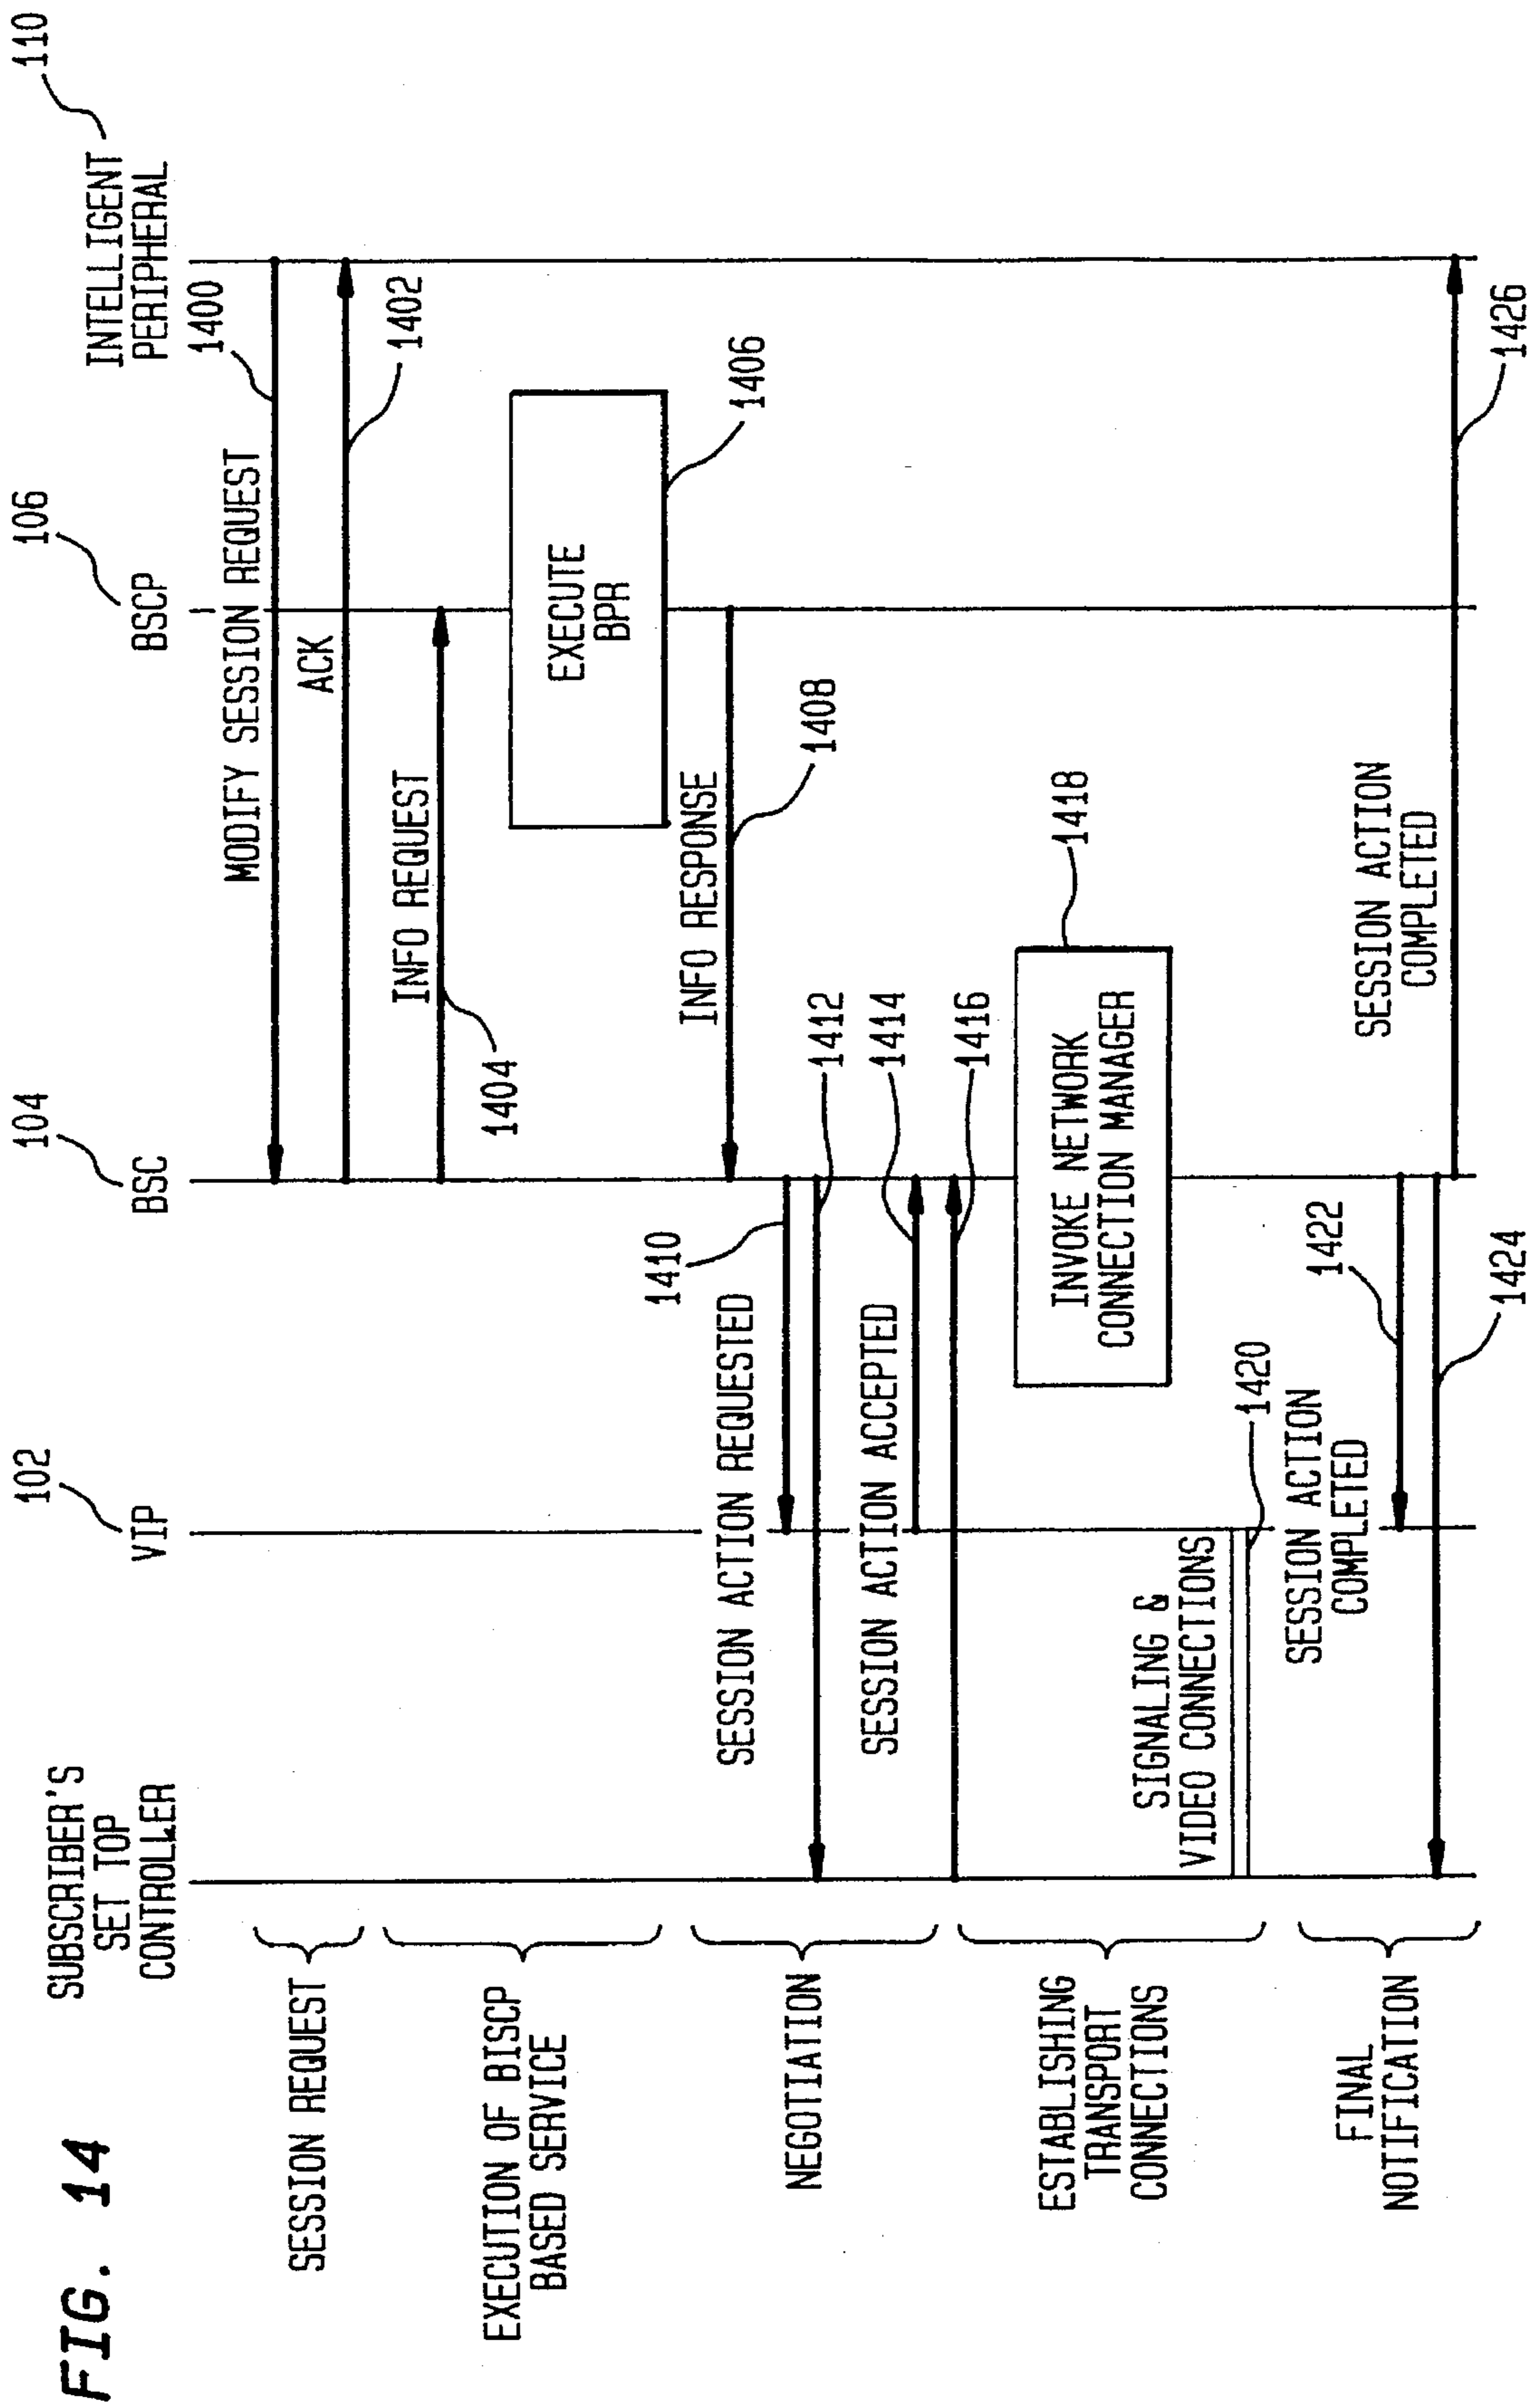 FIG. 14
SUBSCRIBER'S
SET TOP
CONTROLLER
VIP
102
BSC
104
BSCP
106
INTELLIGENT
PERIPHERAL
110
SESSION REQUEST
MODIFY SESSION REQUEST
1400
ACK
1402
EXECUTION OF BISCP
BASED SERVICE
INFO REQUEST
1404
EXECUTE
BPR
1406
INFO RESPONSE
1408
NEGOTIATION
SESSION ACTION REQUESTED
1410
1412
SESSION ACTION ACCEPTED
1414
1416
ESTABLISHING
TRANSPORT
CONNECTIONS
INVOKE NETWORK
CONNECTION MANAGER
1418
SIGNALING &
VIDEO CONNECTIONS
1420
FINAL
NOTIFICATION
SESSION ACTION
COMPLETED
1422
1424
SESSION ACTION
COMPLETED
1426